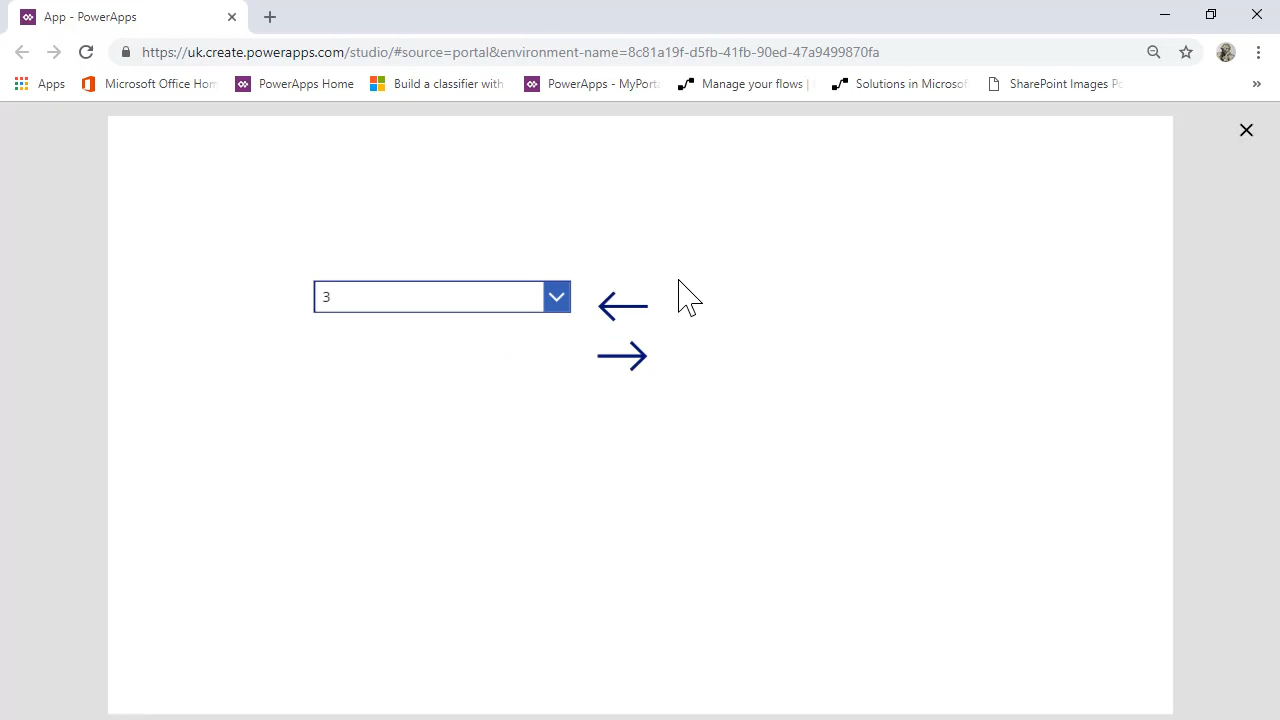 App - PowerApps
https://uk.create.powerapps.com/studio/#source=portal&environment-name=8c81a19f-d5fb-41fb-90ed-47a9499870fa
Apps Microsoft Office Hom PowerApps Home Build a classifier with PowerApps - MyPorta Manage your flows | Solutions in Microsof SharePoint Images Po »
3